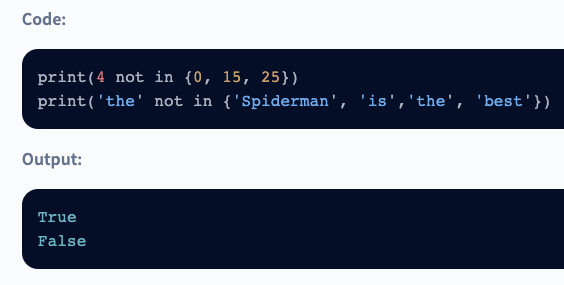 Code:
print(4 not in {0, 15, 25})
print('the' not in {'Spiderman', 'is','the', 'best'})
Output:
True
False